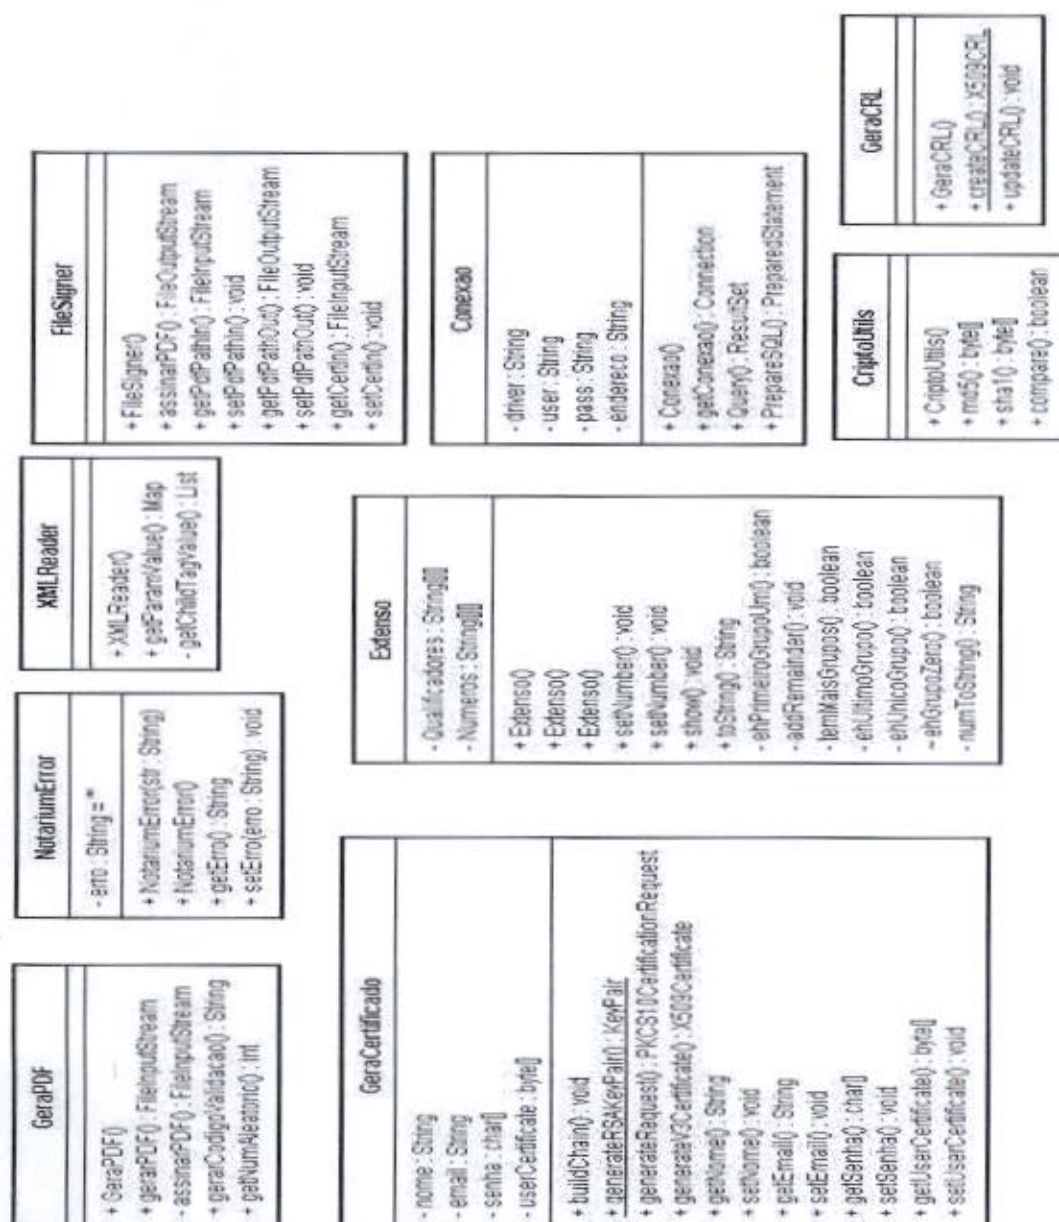 GeraPDF
+ GeraPDF()
+ gerarPDF() : FileInputStream
- assinarPDF() : FileInputStream
+ gerarCodigoValidacao() : String
+ getNumAleatorio() : int
NotariumError
- erro : String = ""
+ NotariumError(str : String)
+ NotariumError()
+ getErro() : String
+ setErro(erro : String) : void
XMLReader
+ XMLReader()
+ getParamValue() : Map
- getChildTagValue() : List
FileSigner
+ FileSigner()
+ assinarPDF() : FileOutputStream
+ getPdfPathIn() : FileInputStream
+ setPdfPathIn() : void
+ getPdfPathOut() : FileOutputStream
+ setPdfPathOut() : void
+ getCertIn() : FileInputStream
+ setCertIn() : void
GeraCertificado
- nome : String
- email : String
- senha : char[]
- userCertificate : byte[]
+ buildChain() : void
+ generateRSAKeyPair() : KeyPair
+ generateRequest() : PKCS10CertificationRequest
+ generateV3Certificate() : X509Certificate
+ getNome() : String
+ setNome() : void
+ getEmail() : String
+ setEmail() : void
+ getSenha() : char[]
+ setSenha() : void
+ getUserCertificate() : byte[]
+ setUserCertificate() : void
Extenso
- Qualificadores : String[][]
- Numeros : String[][]
+ Extenso()
+ Extenso()
+ Extenso()
+ setNumber() : void
+ setNumber() : void
+ show() : void
+ toString() : String
- ehPrimeiroGrupoUm() : boolean
- addRemainder() : void
- temMaisGrupos() : boolean
- ehUltimoGrupo() : boolean
- ehUnicoGrupo() : boolean
~ ehGrupoZero() : boolean
- numToString() : String
Conexao
- driver : String
- user : String
- pass : String
- endereco : String
+ Conexao()
+ getConexao() : Connection
+ Query() : ResultSet
+ PrepareSQL() : PreparedStatement
CriptoUtils
+ CriptoUtils()
+ md5() : byte[]
+ sha1() : byte[]
+ compare() : boolean
GeraCRL
+ GeraCRL()
+ createCRL() : X509CRL
+ updateCRL() : void